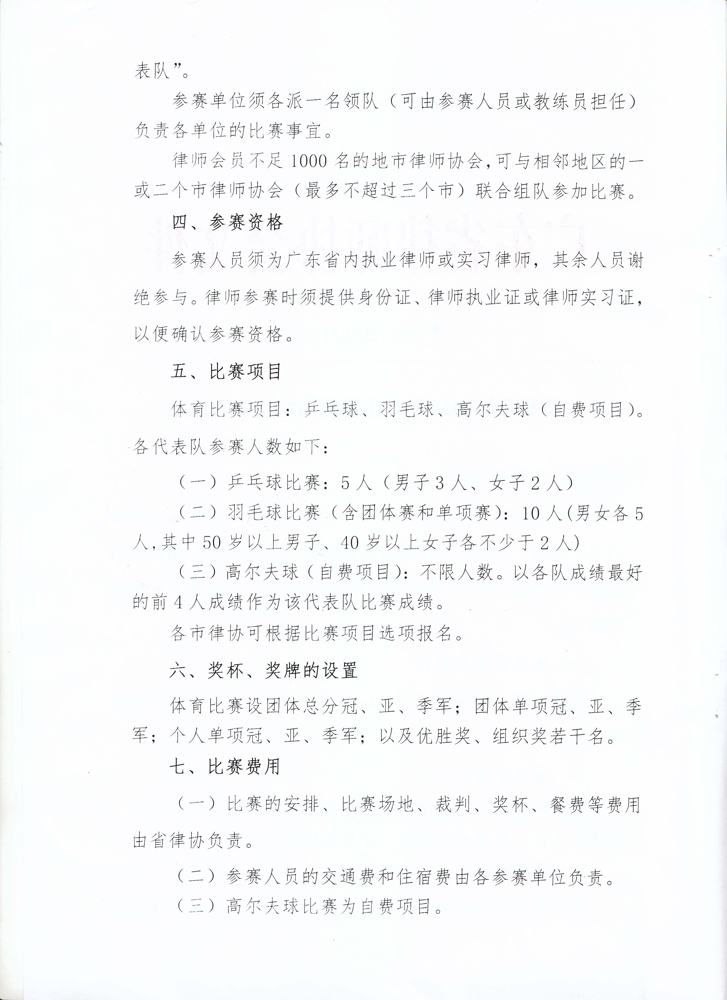 表队”。
参赛单位须各派一名领队（可由参赛人员或教练员担任）
负责各单位的比赛事宜。
律师会员不足 1000 名的地市律师协会，可与相邻地区的一
或二个市律师协会（最多不超过三个市）联合组队参加比赛。
四、参赛资格
参赛人员须为广东省内执业律师或实习律师，其余人员谢
绝参与。律师参赛时须提供身份证、律师执业证或律师实习证，
以便确认参赛资格。
五、比赛项目
体育比赛项目：乒乓球、羽毛球、高尔夫球（自费项目）。
各代表队参赛人数如下：
（一）乒乓球比赛：5 人（男子 3 人、女子 2 人）
（二）羽毛球比赛（含团体赛和单项赛）：10 人(男女各 5
人,其中 50 岁以上男子、40 岁以上女子各不少于 2 人)
（三）高尔夫球（自费项目）：不限人数。以各队成绩最好
的前 4 人成绩作为该代表队比赛成绩。
各市律协可根据比赛项目选项报名。
六、奖杯、奖牌的设置
体育比赛设团体总分冠、亚、季军；团体单项冠、亚、季
军；个人单项冠、亚、季军；以及优胜奖、组织奖若干名。
七、比赛费用
（一）比赛的安排、比赛场地、裁判、奖杯、餐费等费用
由省律协负责。
（二）参赛人员的交通费和住宿费由各参赛单位负责。
（三）高尔夫球比赛为自费项目。